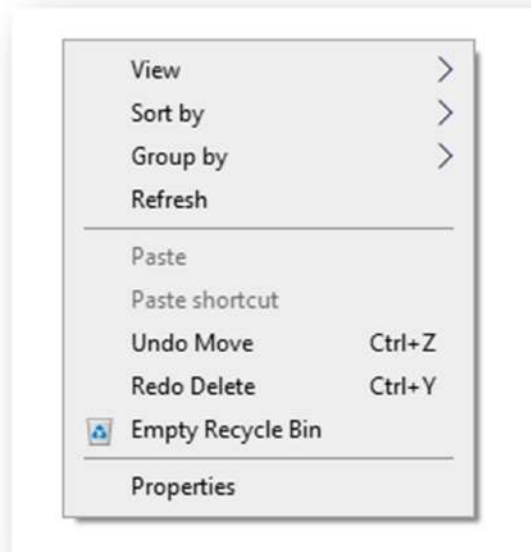 View
Sort by
Group by
Refresh
Paste
Paste shortcut
Undo Move Ctrl+Z
Redo Delete Ctrl+Y
Empty Recycle Bin
Properties